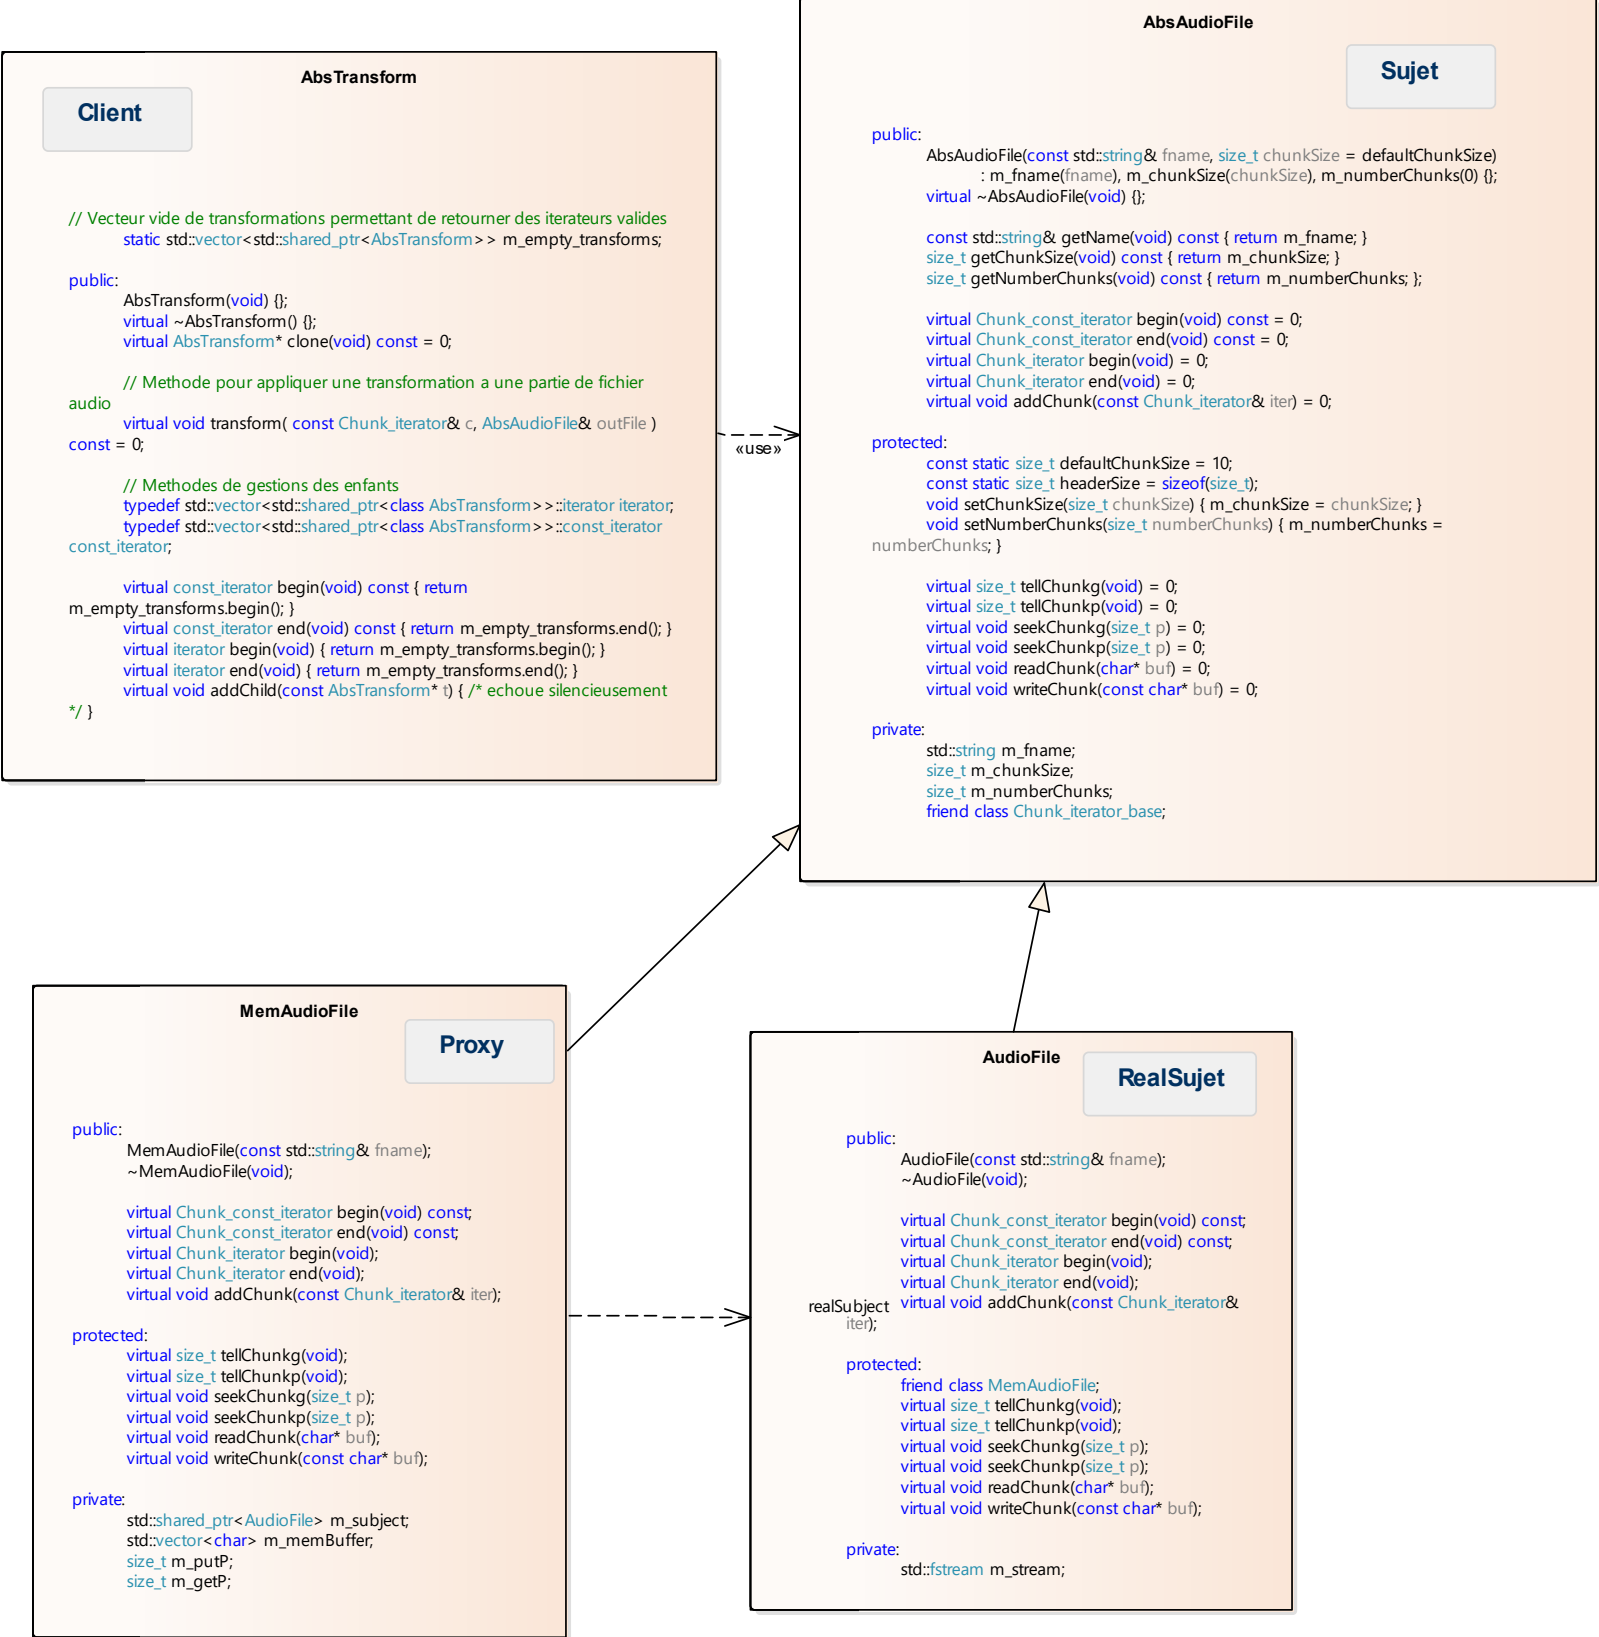 AbsTransform
Client
// Vecteur vide de transformations permettant de retourner des iterateurs valides
static std::vector<std::shared_ptr<AbsTransform>> m_empty_transforms;
public:
AbsTransform(void) {};
virtual ~AbsTransform() {};
virtual AbsTransform* clone(void) const = 0;
// Methode pour appliquer une transformation a une partie de fichier
audio
virtual void transform( const Chunk_iterator& c, AbsAudioFile& outFile )
const = 0;
// Methodes de gestions des enfants
typedef std::vector<std::shared_ptr<class AbsTransform>>::iterator iterator;
typedef std::vector<std::shared_ptr<class AbsTransform>>::const_iterator
const_iterator;
virtual const_iterator begin(void) const { return
m_empty_transforms.begin(); }
virtual const_iterator end(void) const { return m_empty_transforms.end(); }
virtual iterator begin(void) { return m_empty_transforms.begin(); }
virtual iterator end(void) { return m_empty_transforms.end(); }
virtual void addChild(const AbsTransform* t) { /* echoue silencieusement
*/ }
«use»
AbsAudioFile
Sujet
public:
AbsAudioFile(const std::string& fname, size_t chunkSize = defaultChunkSize)
: m_fname(fname), m_chunkSize(chunkSize), m_numberChunks(0) {};
virtual ~AbsAudioFile(void) {};
const std::string& getName(void) const { return m_fname; }
size_t getChunkSize(void) const { return m_chunkSize; }
size_t getNumberChunks(void) const { return m_numberChunks; };
virtual Chunk_const_iterator begin(void) const = 0;
virtual Chunk_const_iterator end(void) const = 0;
virtual Chunk_iterator begin(void) = 0;
virtual Chunk_iterator end(void) = 0;
virtual void addChunk(const Chunk_iterator& iter) = 0;
protected:
const static size_t defaultChunkSize = 10;
const static size_t headerSize = sizeof(size_t);
void setChunkSize(size_t chunkSize) { m_chunkSize = chunkSize; }
void setNumberChunks(size_t numberChunks) { m_numberChunks =
numberChunks; }
virtual size_t tellChunkg(void) = 0;
virtual size_t tellChunkp(void) = 0;
virtual void seekChunkg(size_t p) = 0;
virtual void seekChunkp(size_t p) = 0;
virtual void readChunk(char* buf) = 0;
virtual void writeChunk(const char* buf) = 0;
private:
std::string m_fname;
size_t m_chunkSize;
size_t m_numberChunks;
friend class Chunk_iterator_base;
MemAudioFile
Proxy
public:
MemAudioFile(const std::string& fname);
~MemAudioFile(void);
virtual Chunk_const_iterator begin(void) const;
virtual Chunk_const_iterator end(void) const;
virtual Chunk_iterator begin(void);
virtual Chunk_iterator end(void);
virtual void addChunk(const Chunk_iterator& iter);
protected:
virtual size_t tellChunkg(void);
virtual size_t tellChunkp(void);
virtual void seekChunkg(size_t p);
virtual void seekChunkp(size_t p);
virtual void readChunk(char* buf);
virtual void writeChunk(const char* buf);
private:
std::shared_ptr<AudioFile> m_subject;
std::vector<char> m_memBuffer;
size_t m_putP;
size_t m_getP;
AudioFile
RealSujet
public:
AudioFile(const std::string& fname);
~AudioFile(void);
virtual Chunk_const_iterator begin(void) const;
virtual Chunk_const_iterator end(void) const;
virtual Chunk_iterator begin(void);
virtual Chunk_iterator end(void);
realSubject
virtual void addChunk(const Chunk_iterator&
iter);
protected:
friend class MemAudioFile;
virtual size_t tellChunkg(void);
virtual size_t tellChunkp(void);
virtual void seekChunkg(size_t p);
virtual void seekChunkp(size_t p);
virtual void readChunk(char* buf);
virtual void writeChunk(const char* buf);
private:
std::fstream m_stream;